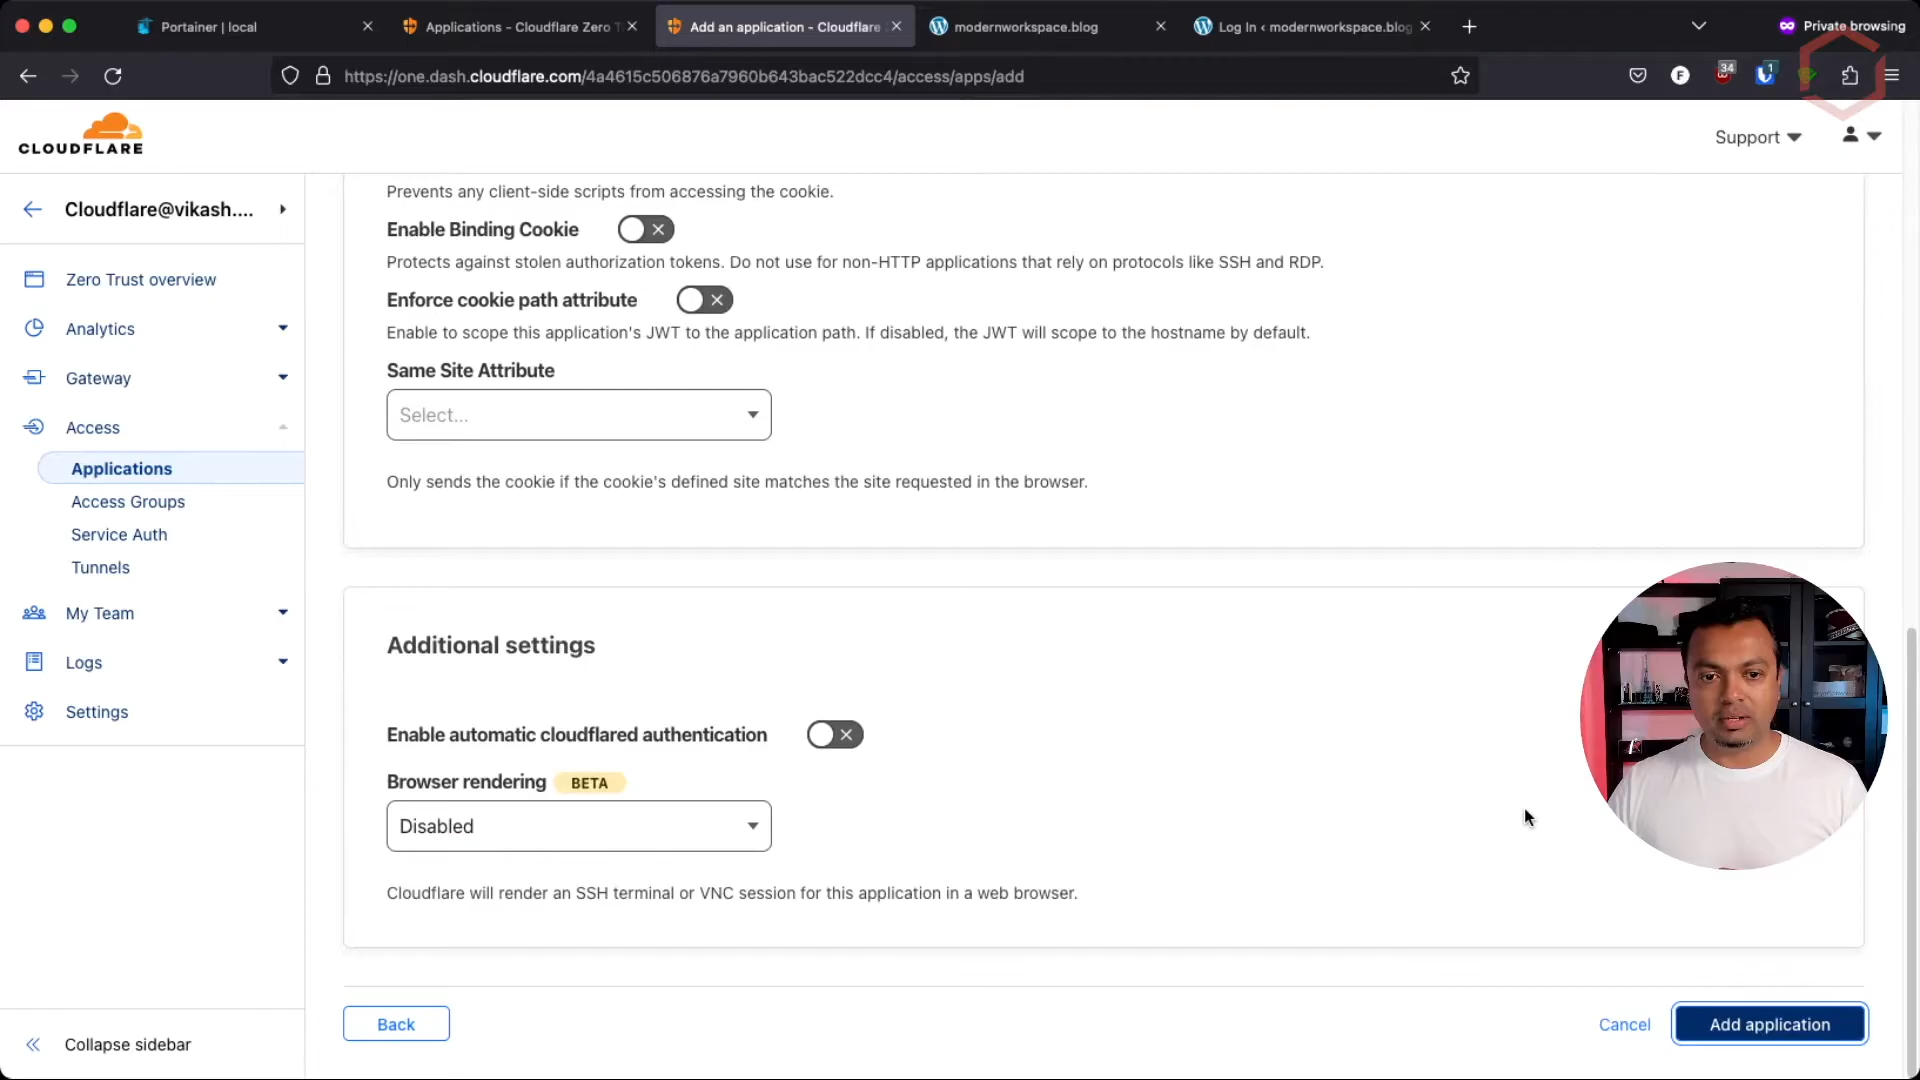 Portainer | local
Applications - Cloudflare Zero T
Add an application - Cloudflare
modernworkspace.blog
Log In ‹ modernworkspace.blog
Private browsing
https://one.dash.cloudflare.com/4a4615c506876a7960b643bac522dcc4/access/apps/add
F
34
1
CLOUDFLARE
Support
Cloudflare@vikash....
Zero Trust overview
Analytics
Gateway
Access
Applications
Access Groups
Service Auth
Tunnels
My Team
Logs
Settings
Collapse sidebar
Prevents any client-side scripts from accessing the cookie.
Enable Binding Cookie
Protects against stolen authorization tokens. Do not use for non-HTTP applications that rely on protocols like SSH and RDP.
Enforce cookie path attribute
Enable to scope this application's JWT to the application path. If disabled, the JWT will scope to the hostname by default.
Same Site Attribute
Select...
Only sends the cookie if the cookie's defined site matches the site requested in the browser.
Additional settings
Enable automatic cloudflared authentication
Browser rendering BETA
Disabled
Cloudflare will render an SSH terminal or VNC session for this application in a web browser.
Back
Cancel
Add application